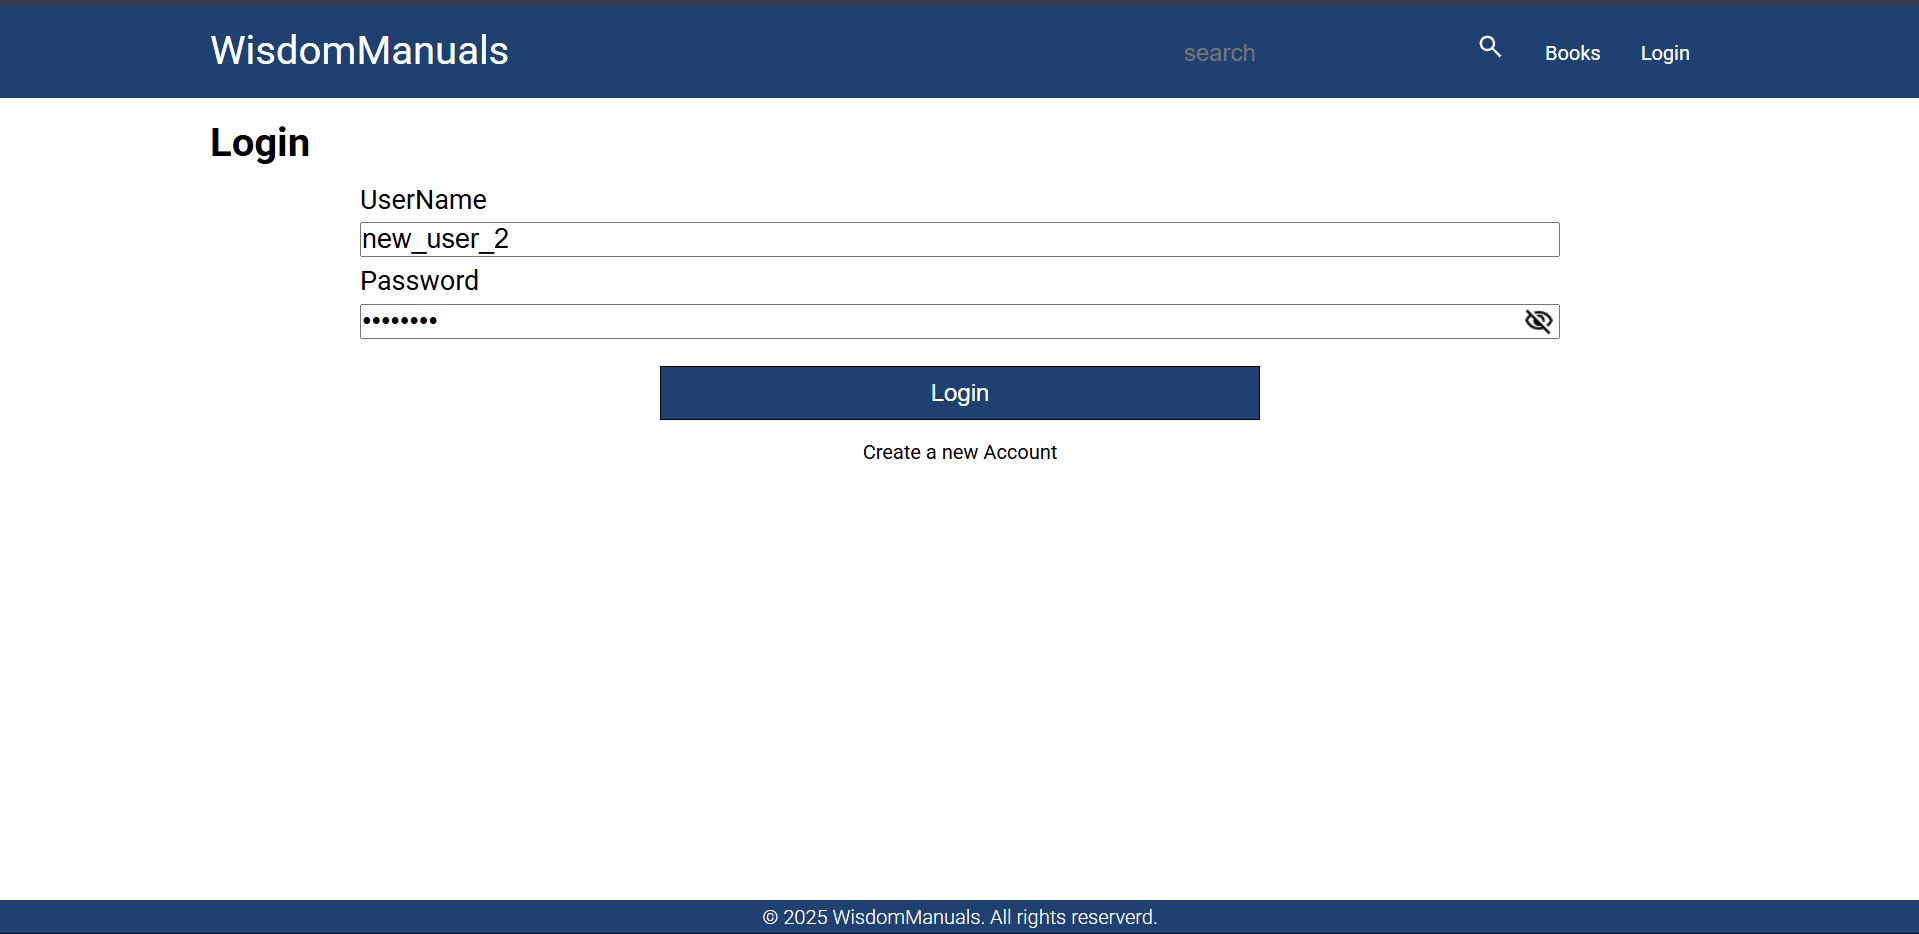 WisdomManuals
search
Books
Login
Login
UserName
new_user_2
Password
••••••••
Login
Create a new Account
© 2025 WisdomManuals. All rights reserverd.